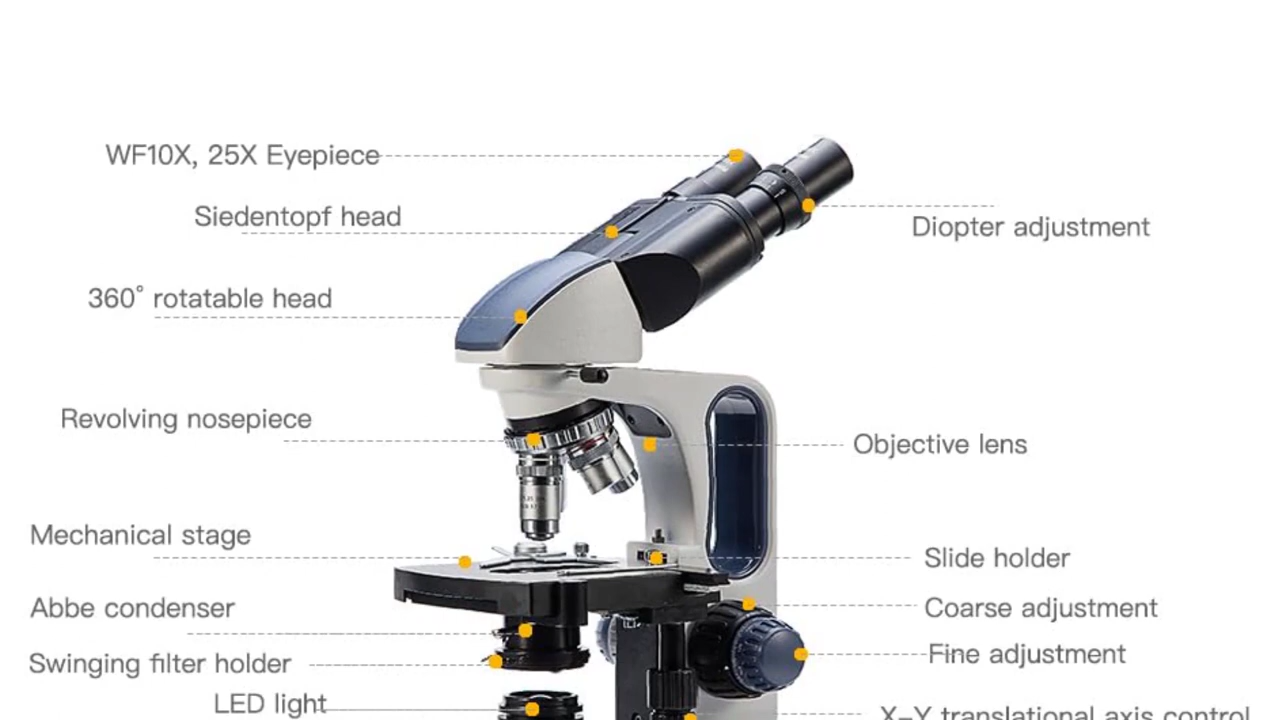 WF10X, 25X Eyepiece
Siedentopf head
Diopter adjustment
360° rotatable head
Revolving nosepiece
Objective lens
Mechanical stage
Slide holder
Abbe condenser
Coarse adjustment
Swinging filter holder
Fine adjustment
LED light
X-Y translational axis control